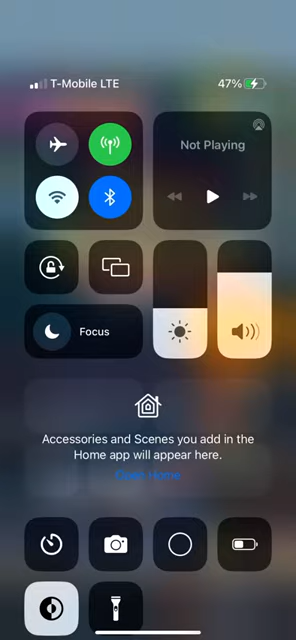 T-Mobile LTE 47%
Not Playing
Focus
Accessories and Scenes you add in the
Home app will appear here.
Open Home